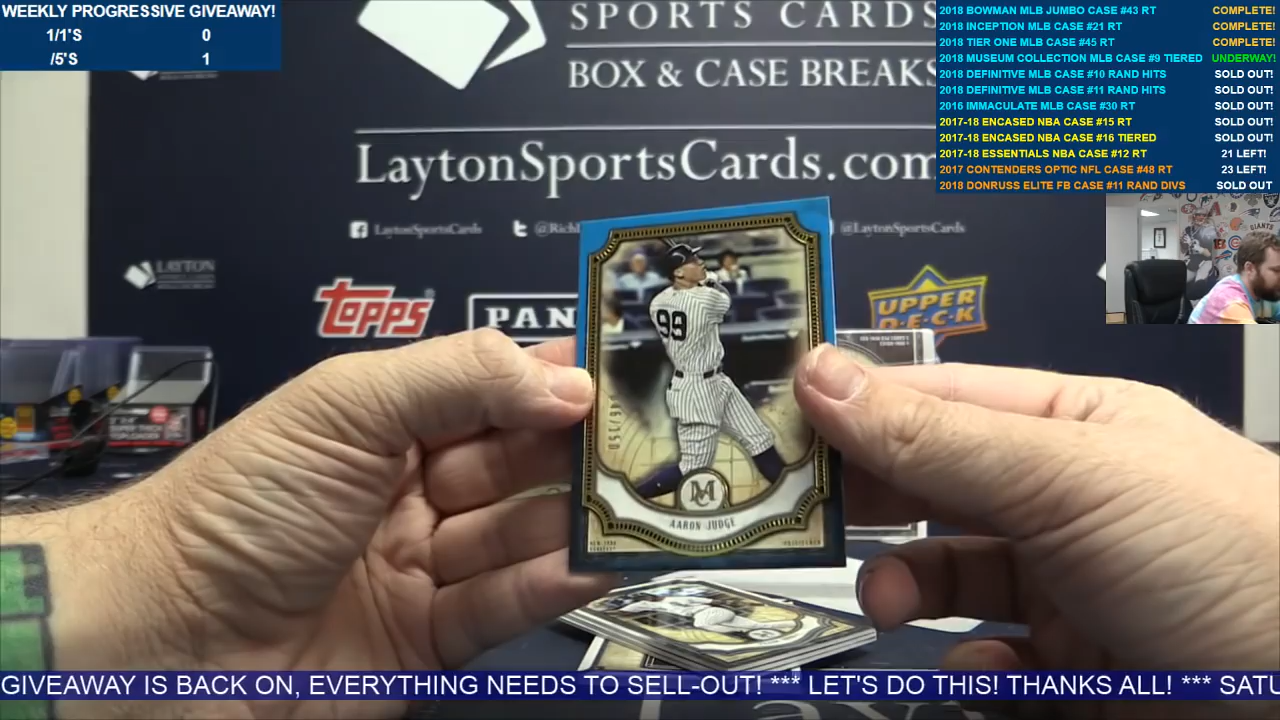 WEEKLY PROGRESSIVE GIVEAWAY!
1/1'S 0
/5'S 1
SPORTS CARDS
BOX & CASE BREAKS
LaytonSportsCards.com
LaytonSportsCards
@LaytonSportsCards
LAYTON
TOPPS
PAN
UPPER
D·E·C·K
2018 BOWMAN MLB JUMBO CASE #43 RT COMPLETE!
2018 INCEPTION MLB CASE #21 RT COMPLETE!
2018 TIER ONE MLB CASE #45 RT COMPLETE!
2018 MUSEUM COLLECTION MLB CASE #9 TIERED UNDERWAY!
2018 DEFINITIVE MLB CASE #10 RAND HITS SOLD OUT!
2018 DEFINITIVE MLB CASE #11 RAND HITS SOLD OUT!
2016 IMMACULATE MLB CASE #30 RT SOLD OUT!
2017-18 ENCASED NBA CASE #15 RT SOLD OUT!
2017-18 ENCASED NBA CASE #16 TIERED SOLD OUT!
2017-18 ESSENTIALS NBA CASE #12 RT 21 LEFT!
2017 CONTENDERS OPTIC NFL CASE #48 RT 23 LEFT!
2018 DONRUSS ELITE FB CASE #11 RAND DIVS SOLD OUT
GIANTS
99
MC
AARON JUDGE
GIVEAWAY IS BACK ON, EVERYTHING NEEDS TO SELL-OUT! *** LET'S DO THIS! THANKS ALL! *** SATU